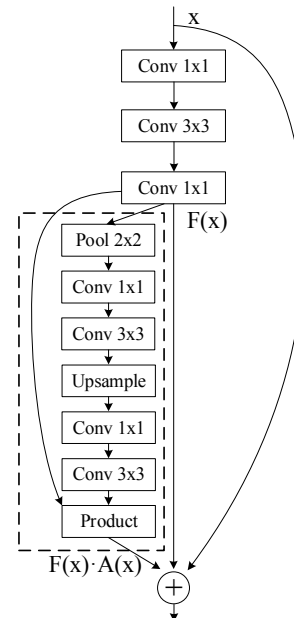 x
Conv 1x1
Conv 3x3
Conv 1x1
F(x)
Pool 2x2
Conv 1x1
Conv 3x3
Upsample
Conv 1x1
Conv 3x3
Product
F(x)·A(x)
+